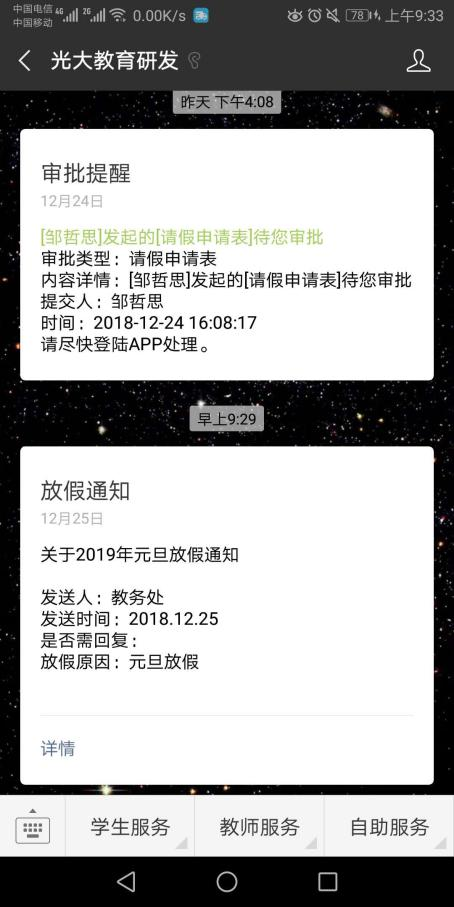 中国电信
中国移动
4G
2G
0.00K/s
78
上午9:33
光大教育研发
昨天 下午4:08
审批提醒
12月24日
[邹哲思]发起的[请假申请表]待您审批
审批类型：请假申请表
内容详情：[邹哲思]发起的[请假申请表]待您审批
提交人：邹哲思
时间：2018-12-24 16:08:17
请尽快登陆APP处理。
早上9:29
放假通知
12月25日
关于2019年元旦放假通知
发送人：教务处
发送时间：2018.12.25
是否需回复：
放假原因：元旦放假
详情
学生服务
教师服务
自助服务